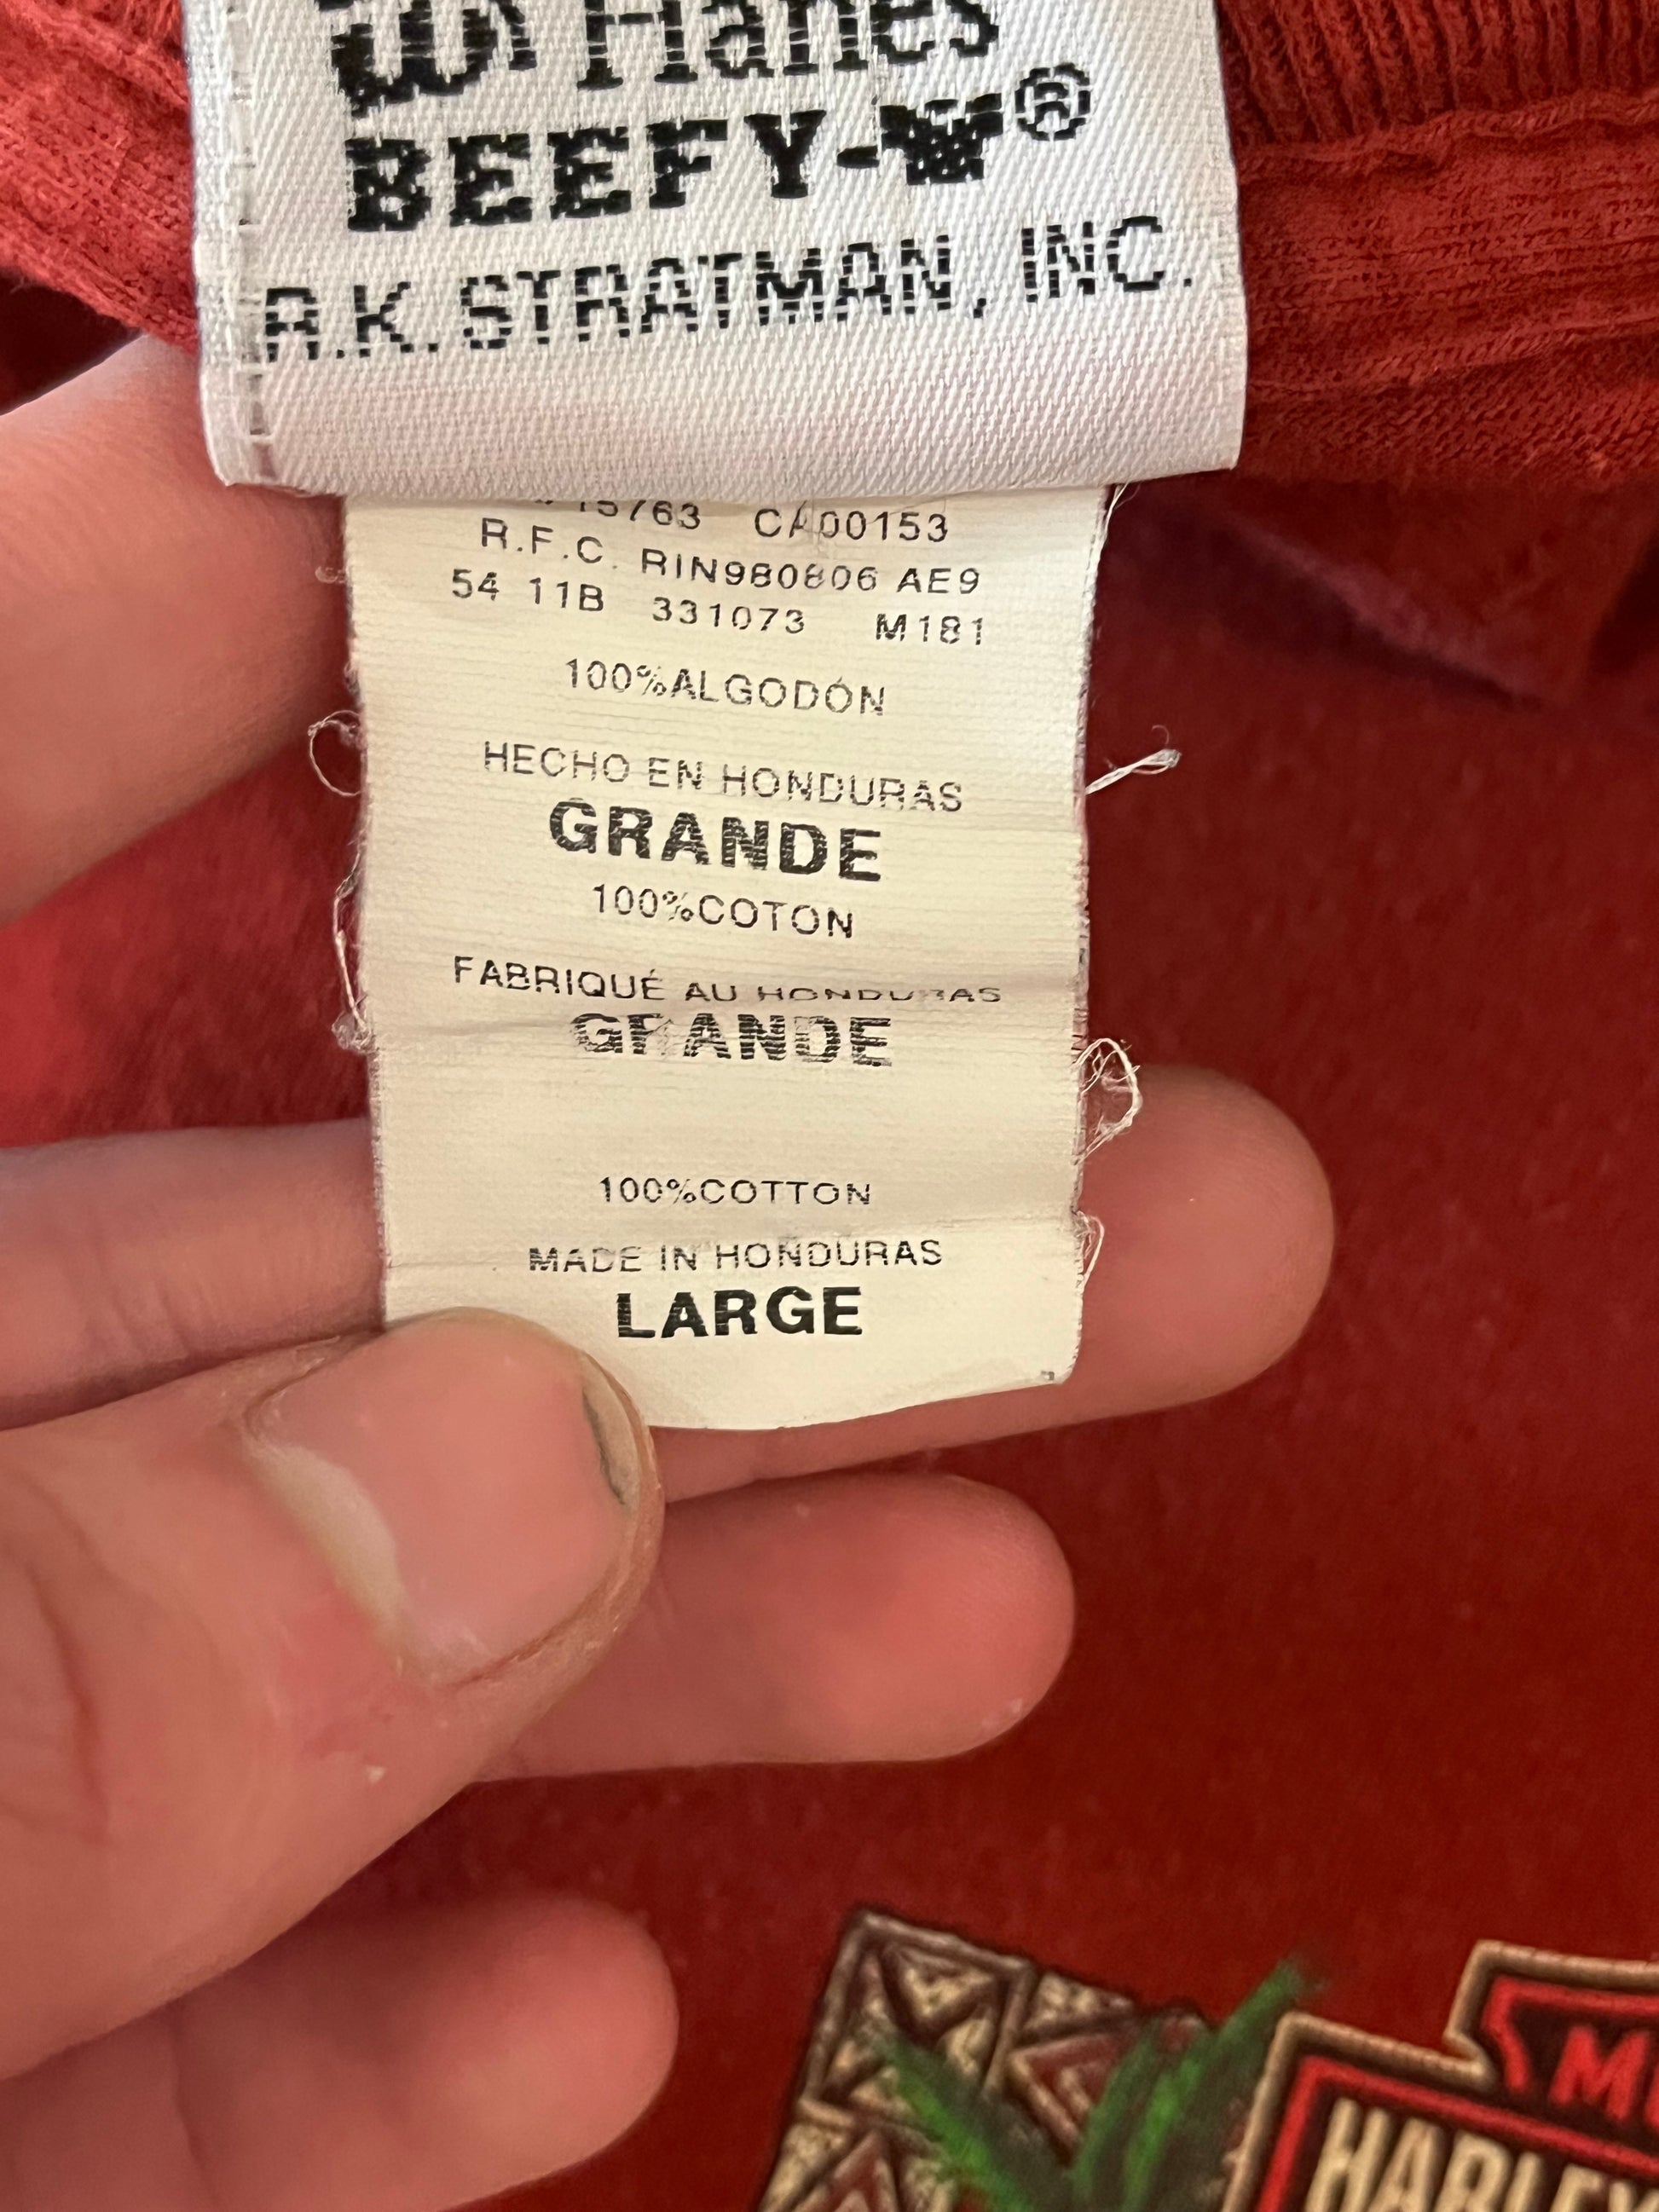 Hanes
BEEFY-T®
R.K. STRATMAN, INC.
15763 CA00153
R.F.C. RIN980806 AE9
54 11B 331073 M181
100%ALGODÓN
HECHO EN HONDURAS
GRANDE
100%COTON
FABRIQUÉ AU HONDURAS
GRANDE
100%COTTON
MADE IN HONDURAS
LARGE
HARLEY